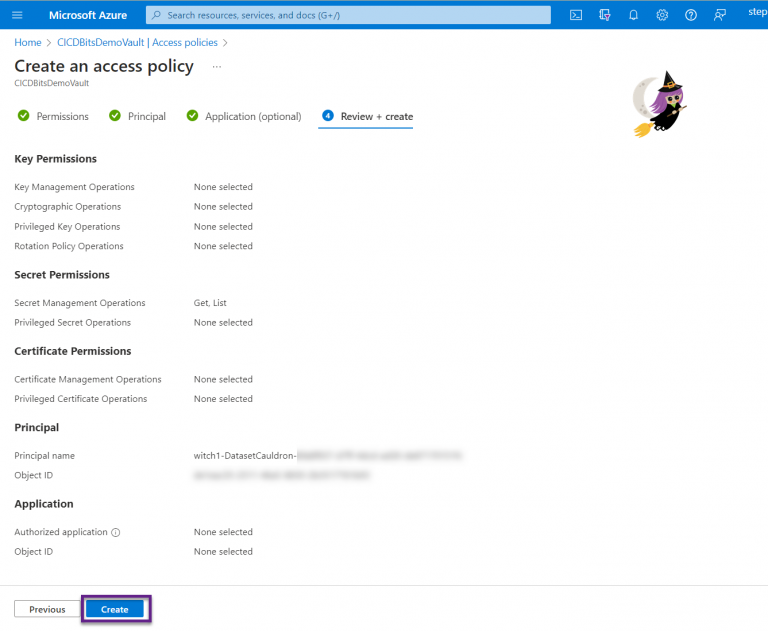 Microsoft Azure
Search resources, services, and docs (G+/)
step
Home > CICDBitsDemoVault | Access policies >
Create an access policy ...
CICDBitsDemoVault
Permissions Principal Application (optional) 4 Review + create
Key Permissions
Key Management Operations None selected
Cryptographic Operations None selected
Privileged Key Operations None selected
Rotation Policy Operations None selected
Secret Permissions
Secret Management Operations Get, List
Privileged Secret Operations None selected
Certificate Permissions
Certificate Management Operations None selected
Privileged Certificate Operations None selected
Principal
Principal name witch1-DatasetCauldron-
Object ID
Application
Authorized application None selected
Object ID None selected
Previous Create